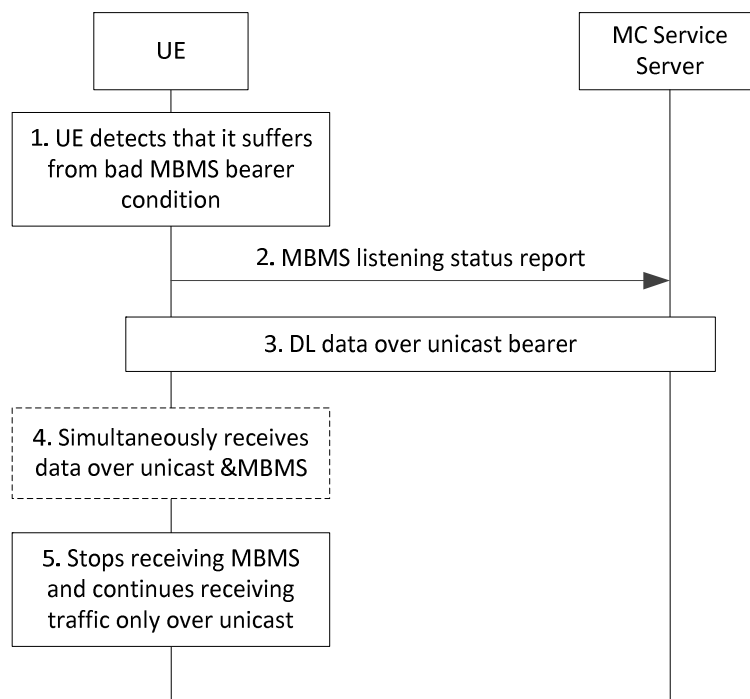 UE
MC Service
Server
1. UE detects that it suffers
from bad MBMS bearer
condition
2. MBMS listening status report
3. DL data over unicast bearer
4. Simultaneously receives
data over unicast &MBMS
5. Stops receiving MBMS
and continues receiving
traffic only over unicast